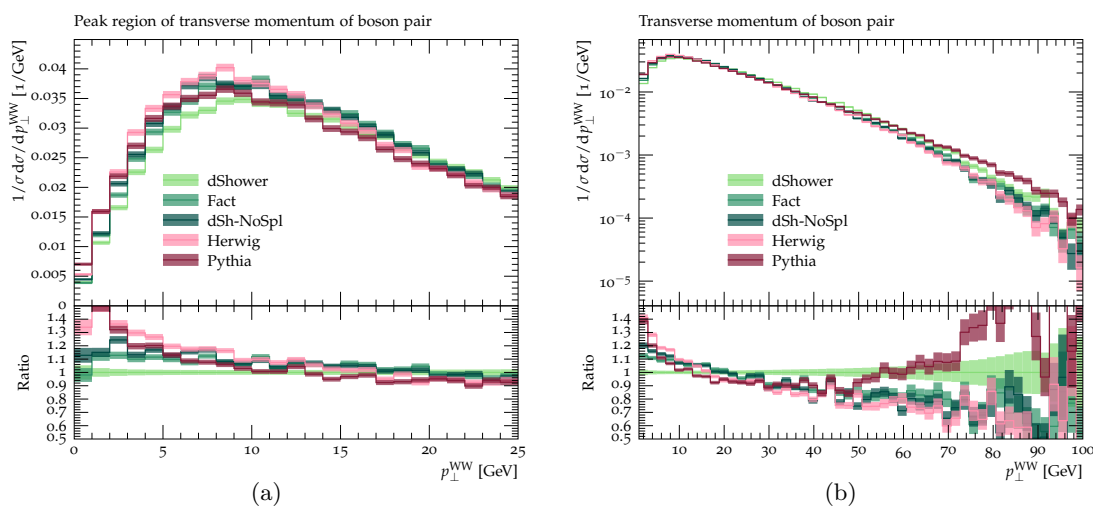 Peak region of transverse momentum of boson pair
1/σ dσ/dp⊥^WW [1/GeV]
0.04
0.035
0.03
0.025
0.02
0.015
0.01
0.005
0
dShower
Fact
dSh-NoSpl
Herwig
Pythia
Ratio
1.4
1.3
1.2
1.1
1
0.9
0.8
0.7
0.6
0.5
0 5 10 15 20 25
p⊥^WW [GeV]
(a)
Transverse momentum of boson pair
1/σ dσ/dp⊥^WW [1/GeV]
10⁻²
10⁻³
10⁻⁴
10⁻⁵
dShower
Fact
dSh-NoSpl
Herwig
Pythia
Ratio
1.4
1.3
1.2
1.1
1
0.9
0.8
0.7
0.6
0.5
10 20 30 40 50 60 70 80 90 100
p⊥^WW [GeV]
(b)